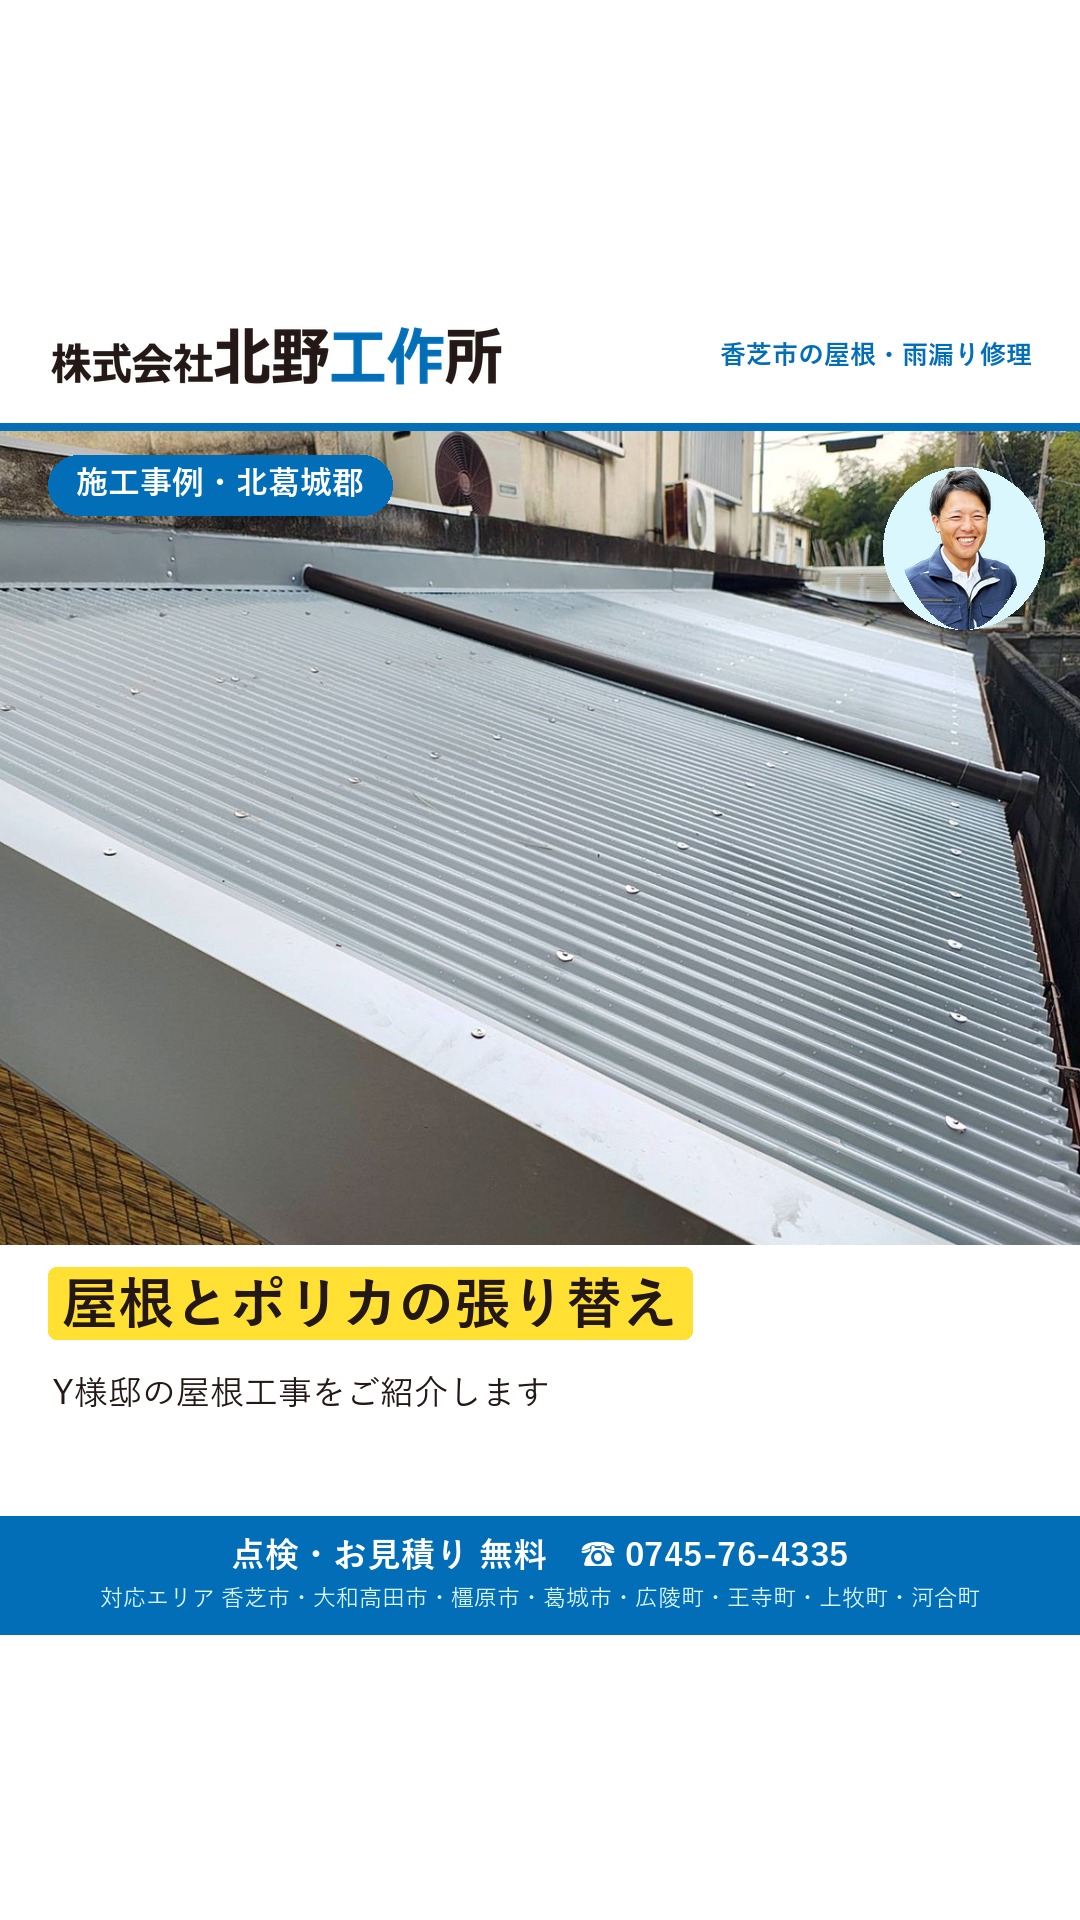 株式会社北野工作所
香芝市の屋根・雨漏り修理
施工事例・北葛城郡
屋根とポリカの張り替え
Y様邸の屋根工事をご紹介します
点検・お見積り 無料 ☎ 0745-76-4335
対応エリア 香芝市・大和高田市・橿原市・葛城市・広陵町・王寺町・上牧町・河合町